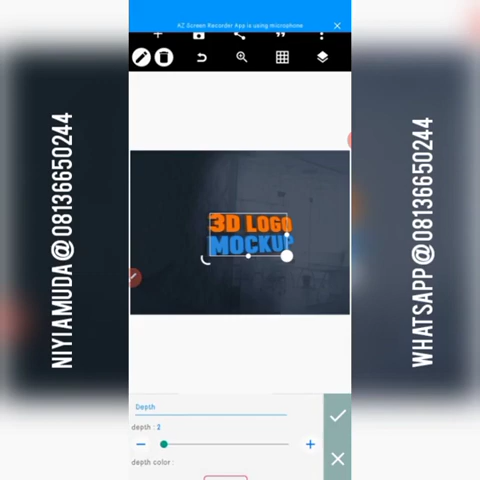 AZ Screen Recorder App is using microphone
NIYIAMUDA@08136650244
WHATSAPP@08136650244
3D LOGO
MOCKUP
Depth
depth : 2
depth color :